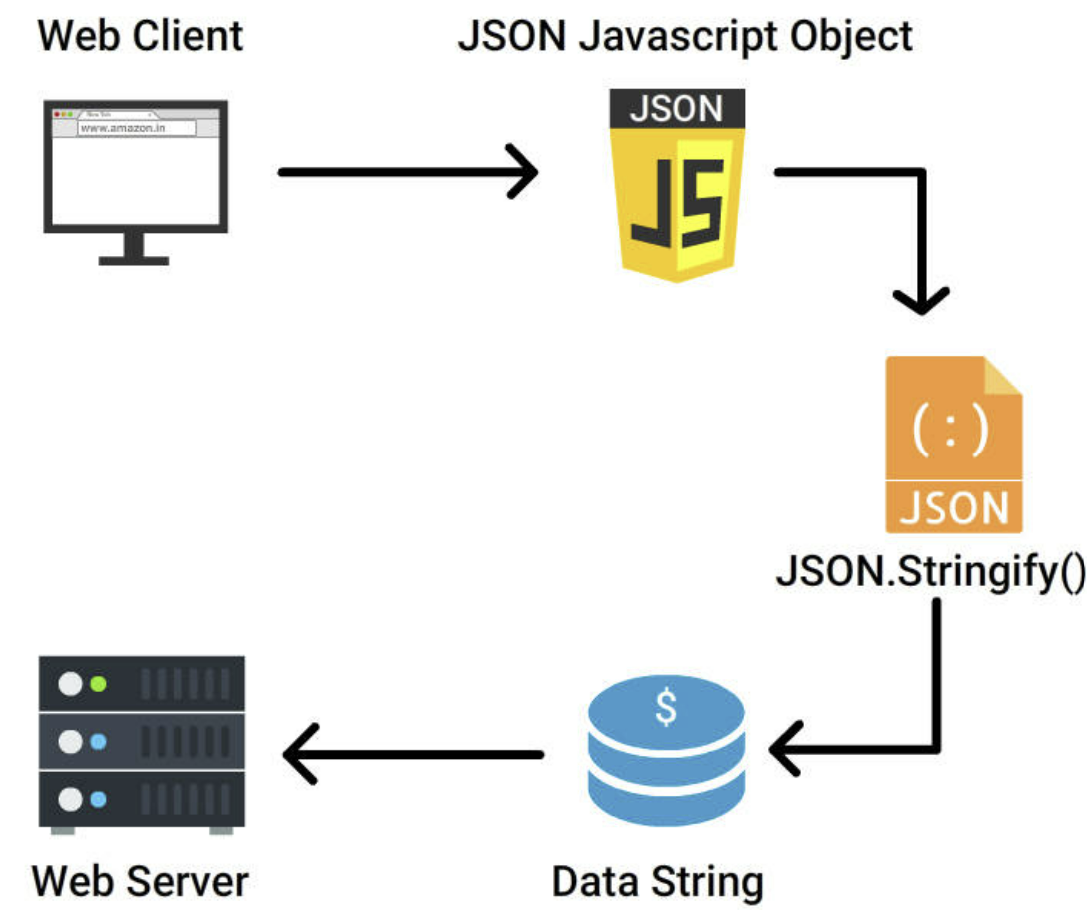 Web Client
JSON Javascript Object
New Tab
www.amazon.in
JSON
JS
(:)
JSON
JSON.Stringify()
$
Web Server
Data String